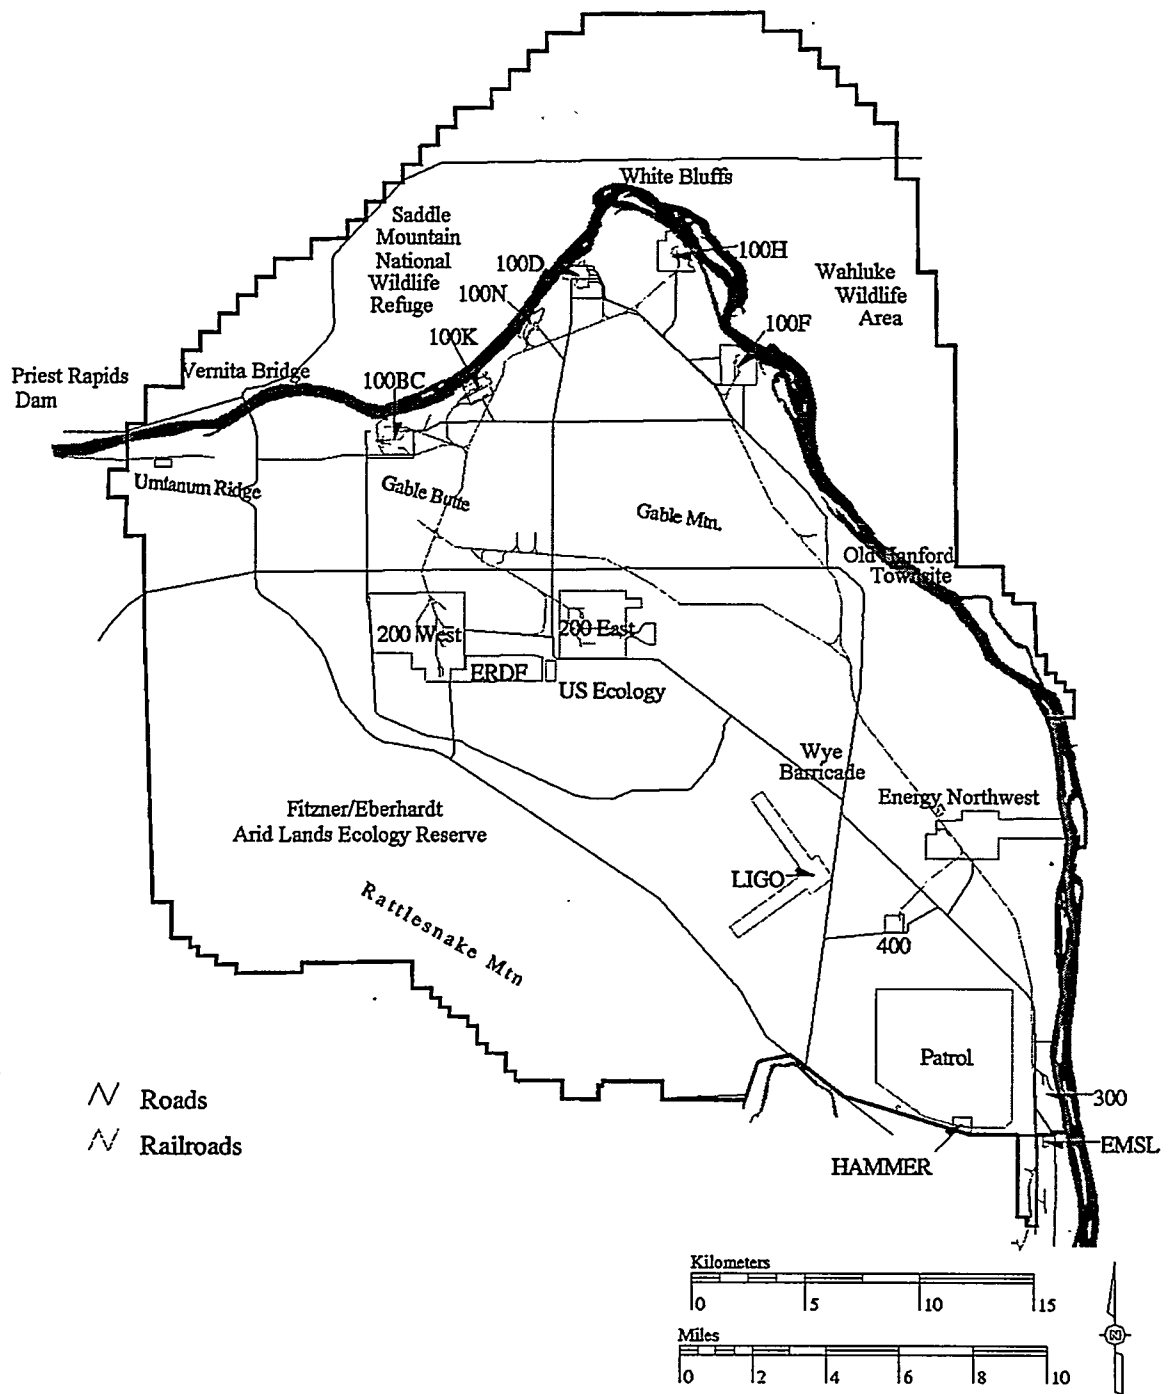 White Bluffs
Saddle
Mountain
National
Wildlife
Refuge
100H
100D
Wahluke
Wildlife
Area
100N
100F
100K
Priest Rapids
Dam
Vernita Bridge
100BC
Umtanum Ridge
Gable Butte
Gable Mtn.
Old Hanford
Townsite
200 West
200 East
ERDF
US Ecology
Wye
Barricade
Energy Northwest
Fitzner/Eberhardt
Arid Lands Ecology Reserve
LIGO
Rattlesnake Mtn
400
Patrol
Roads
Railroads
300
EMSL
HAMMER
Kilometers
0 5 10 15
N
Miles
0 2 4 6 8 10